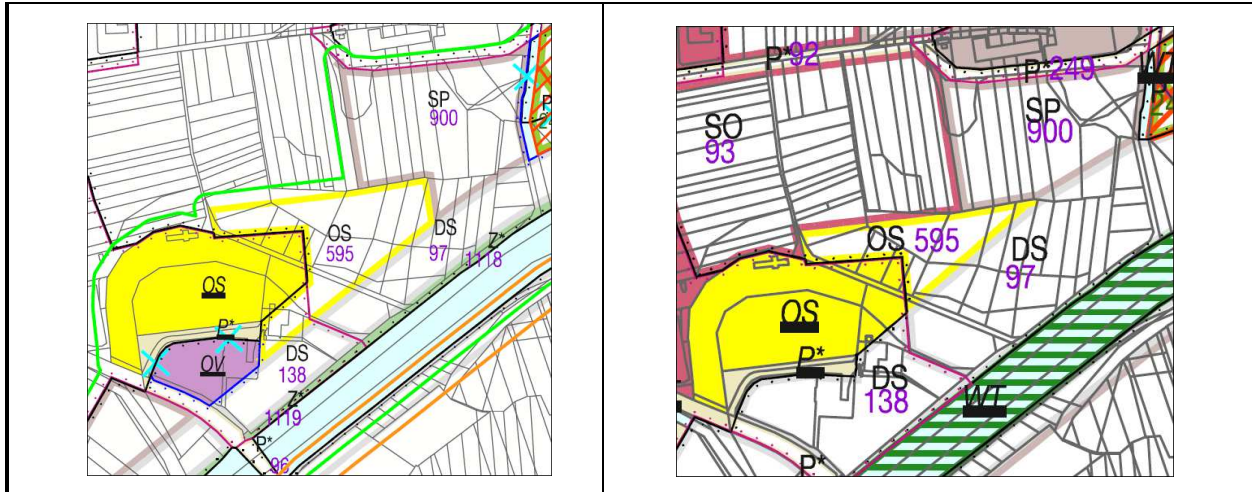 SP
900
OS
595
DS
97
Z*
1118
OS
P*
OV
DS
138
Z*
1119
P*
96
P*92
P*249
SO
93
SP
900
OS 595
DS
97
OS
P*
DS
138
WT
P*